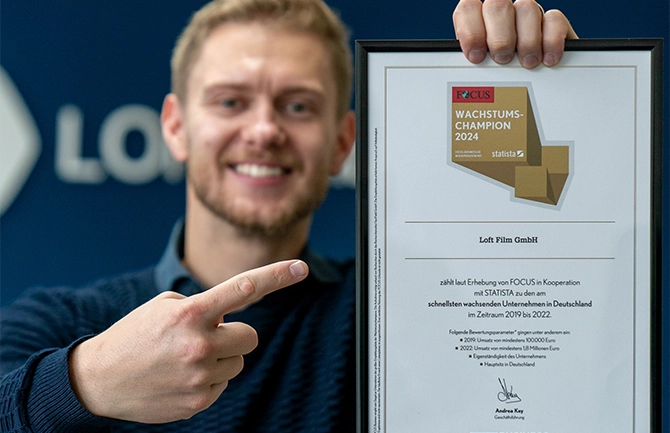 LO
FOCUS
WACHSTUMS-
CHAMPION
2024
statista
Loft Film GmbH
zählt laut Erhebung von FOCUS in Kooperation
mit STATISTA zu den am
schnellsten wachsenden Unternehmen in Deutschland
im Zeitraum 2019 bis 2022.
Folgende Bewertungsparameter* gingen unter anderem ein:
• 2019: Umsatz von mindestens 100.000 Euro
• 2022: Umsatz von mindestens 1,8 Millionen Euro
• Eigenständigkeit des Unternehmens
• Hauptsitz in Deutschland
Andrea Key
Geschäftsführung